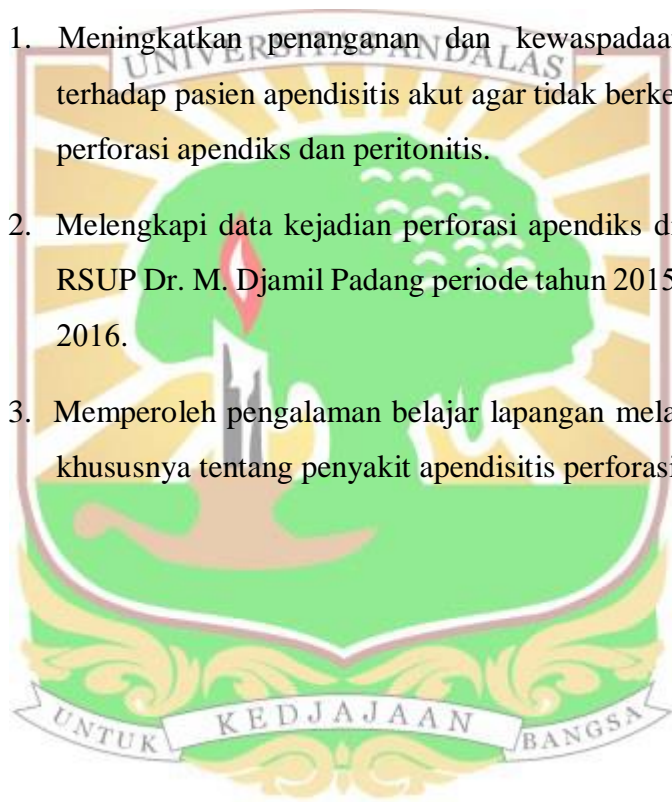 UNIVERSITAS ANDALAS
1. Meningkatkan penanganan dan kewaspadaa
terhadap pasien apendisitis akut agar tidak berke
perforasi apendiks dan peritonitis.
2. Melengkapi data kejadian perforasi apendiks d
RSUP Dr. M. Djamil Padang periode tahun 2015
2016.
3. Memperoleh pengalaman belajar lapangan mela
khususnya tentang penyakit apendisitis perforasi
UNTUK KEDJAJAAN BANGSA